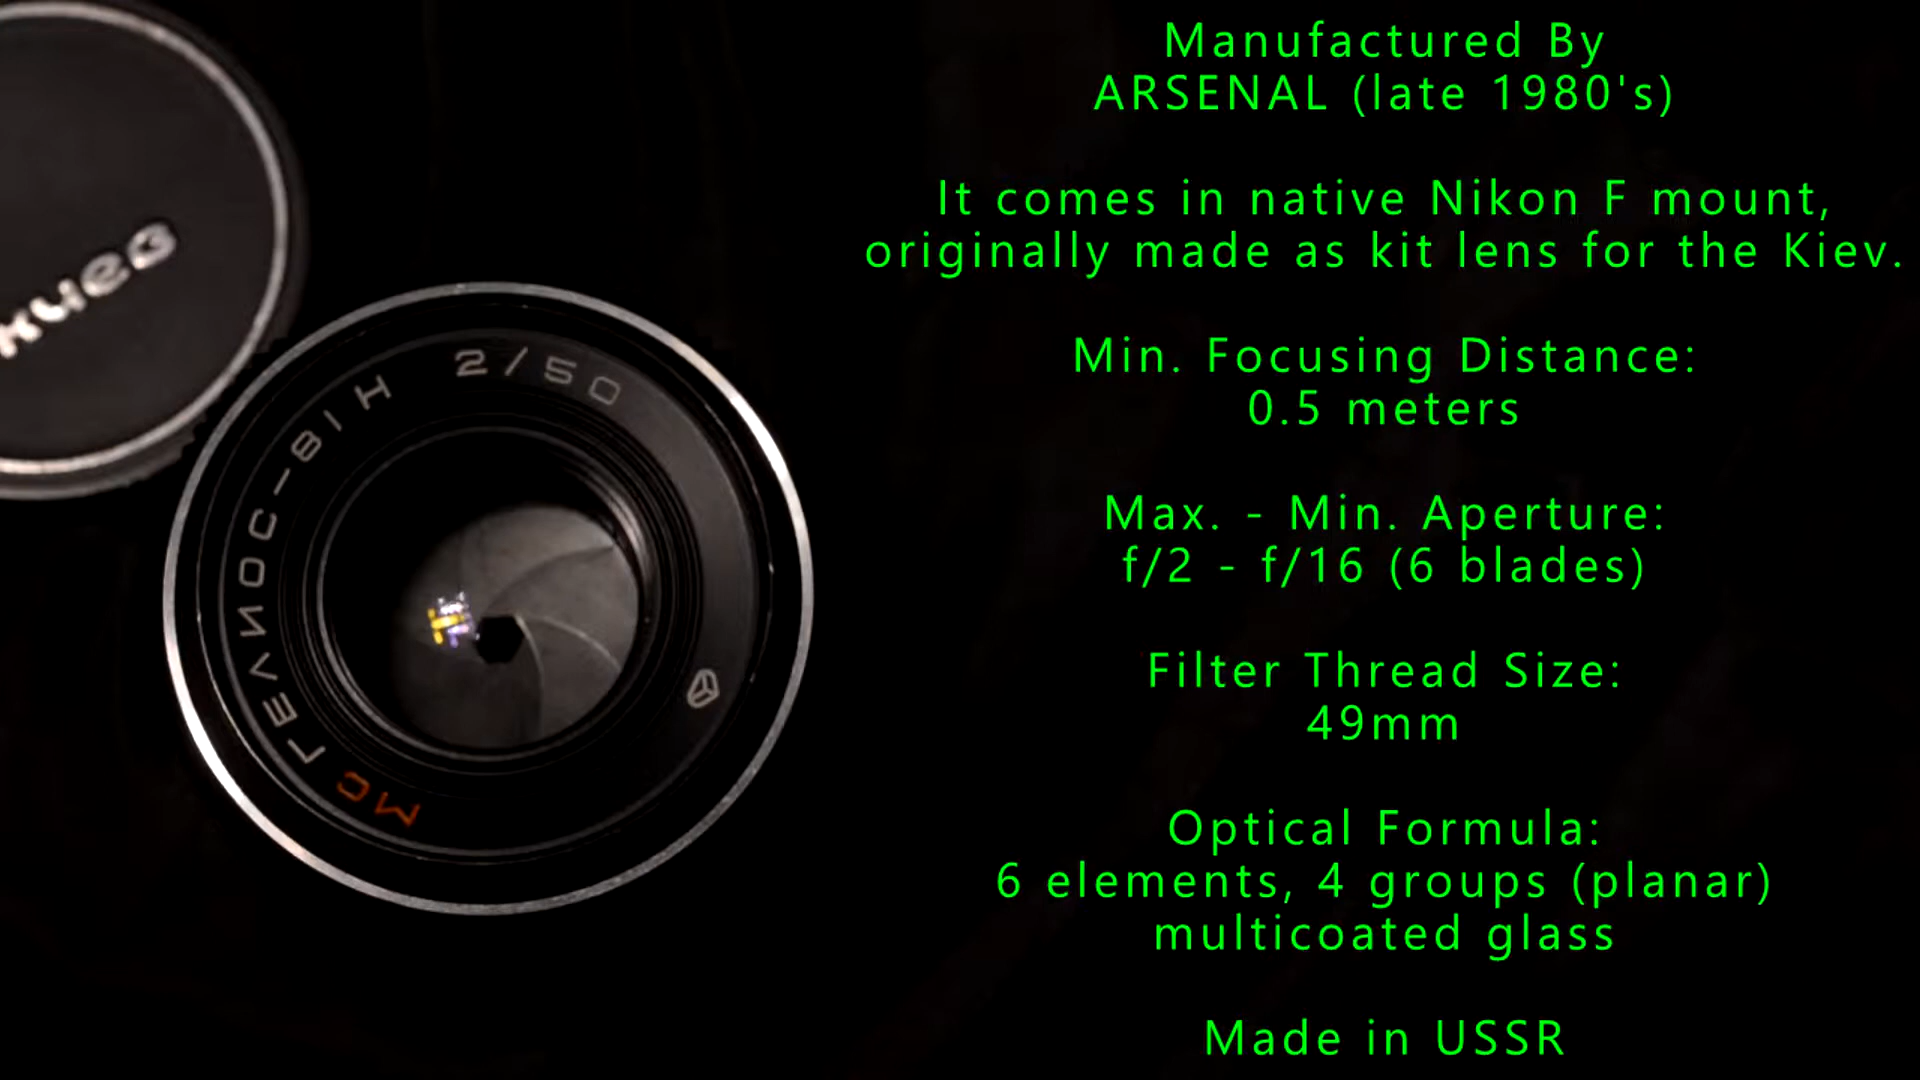 киев
МС ГЕЛИОС-81Н 2/50
Manufactured By
ARSENAL (late 1980's)
It comes in native Nikon F mount,
originally made as kit lens for the Kiev.
Min. Focusing Distance:
0.5 meters
Max. - Min. Aperture:
f/2 - f/16 (6 blades)
Filter Thread Size:
49mm
Optical Formula:
6 elements, 4 groups (planar)
multicoated glass
Made in USSR